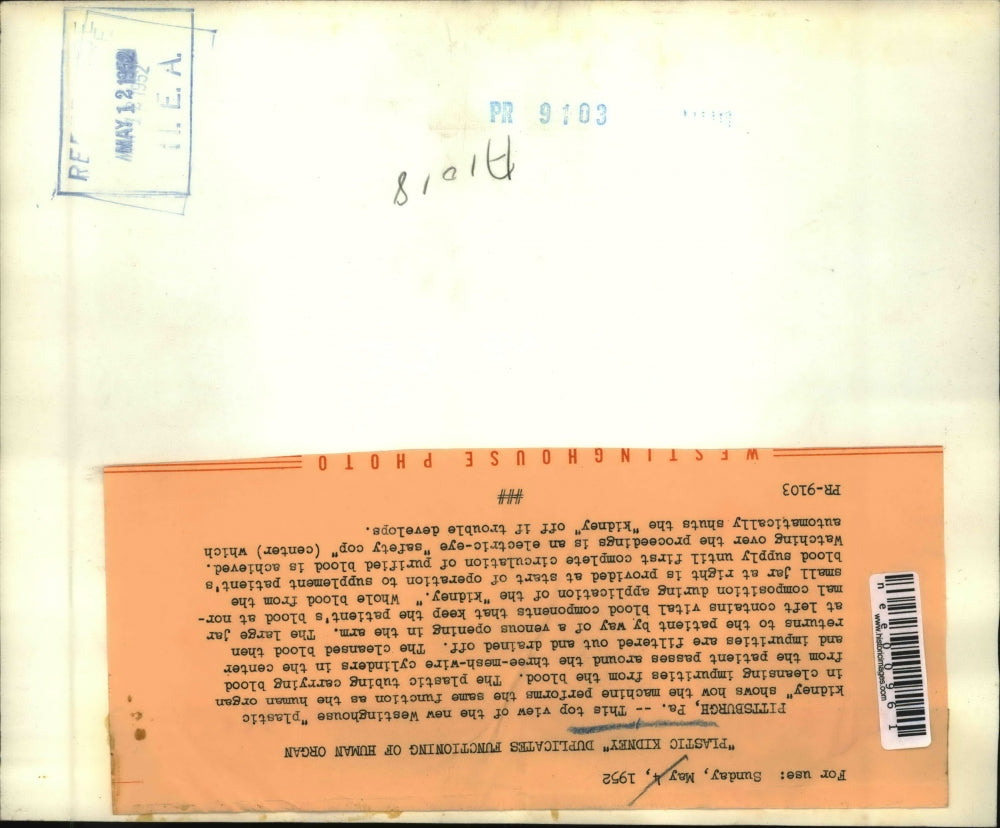 MAY 12 1952
PR 9103
For use: Sunday, May 4, 1952
"PLASTIC KIDNEY" DUPLICATES FUNCTIONING OF HUMAN ORGAN
PITTSBURGH, Pa. -- This top view of the new Westinghouse "plastic
kidney" shows how the machine performs the same function as the human organ
in cleansing impurities from the blood. The plastic tubing carrying blood
from the patient passes around the three-mesh-wire cylinders in the center
and impurities are filtered out and drained off. The cleansed blood then
returns to the patient by way of a venous opening in the arm. The large jar
at left contains vital blood components that keep the patient's blood at nor-
mal composition during application of the "kidney." Whole blood from the
small jar at right is provided at start of operation to supplement patient's
blood supply until first complete circulation of purified blood is achieved.
Watching over the proceedings is an electric-eye "safety cop" (center) which
automatically shuts the "kidney" off if trouble develops.
###
PR-9103
WESTINGHOUSE PHOTO
nee00961
www.historicimages.com